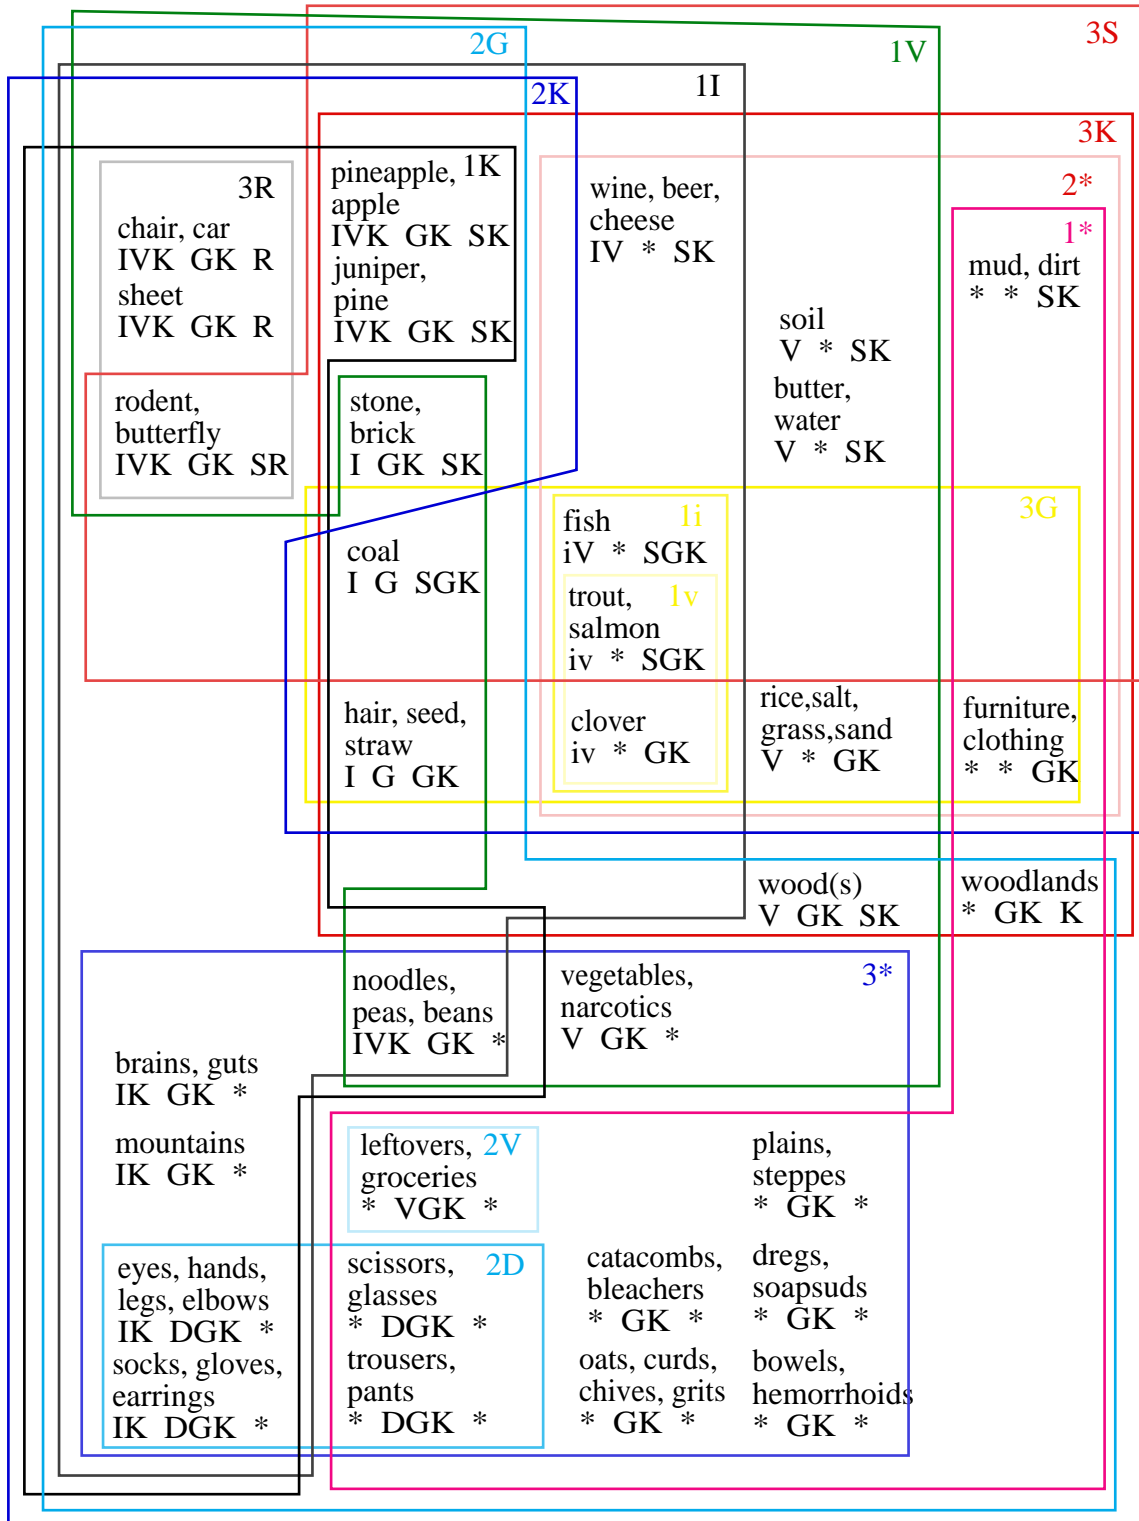 3S
2G
1V
1I
2K
3K
1K
2*
3R
1*
pineapple,
apple
IVK GK SK
juniper,
pine
IVK GK SK
chair, car
IVK GK R
sheet
IVK GK R
wine, beer,
cheese
IV * SK
mud, dirt
* * SK
soil
V * SK
butter,
water
V * SK
rodent,
butterfly
IVK GK SR
stone,
brick
I GK SK
3G
1i
fish
iV * SGK
coal
I G SGK
1v
trout,
salmon
iv * SGK
hair, seed,
straw
I G GK
clover
iv * GK
rice,salt,
grass,sand
V * GK
furniture,
clothing
* * GK
wood(s)
V GK SK
woodlands
* GK K
3*
noodles,
peas, beans
IVK GK *
vegetables,
narcotics
V GK *
brains, guts
IK GK *
mountains
IK GK *
leftovers, 2V
groceries
* VGK *
plains,
steppes
* GK *
eyes, hands,
legs, elbows
IK DGK *
socks, gloves,
earrings
IK DGK *
scissors, 2D
glasses
* DGK *
trousers,
pants
* DGK *
catacombs,
bleachers
* GK *
oats, curds,
chives, grits
* GK *
dregs,
soapsuds
* GK *
bowels,
hemorrhoids
* GK *